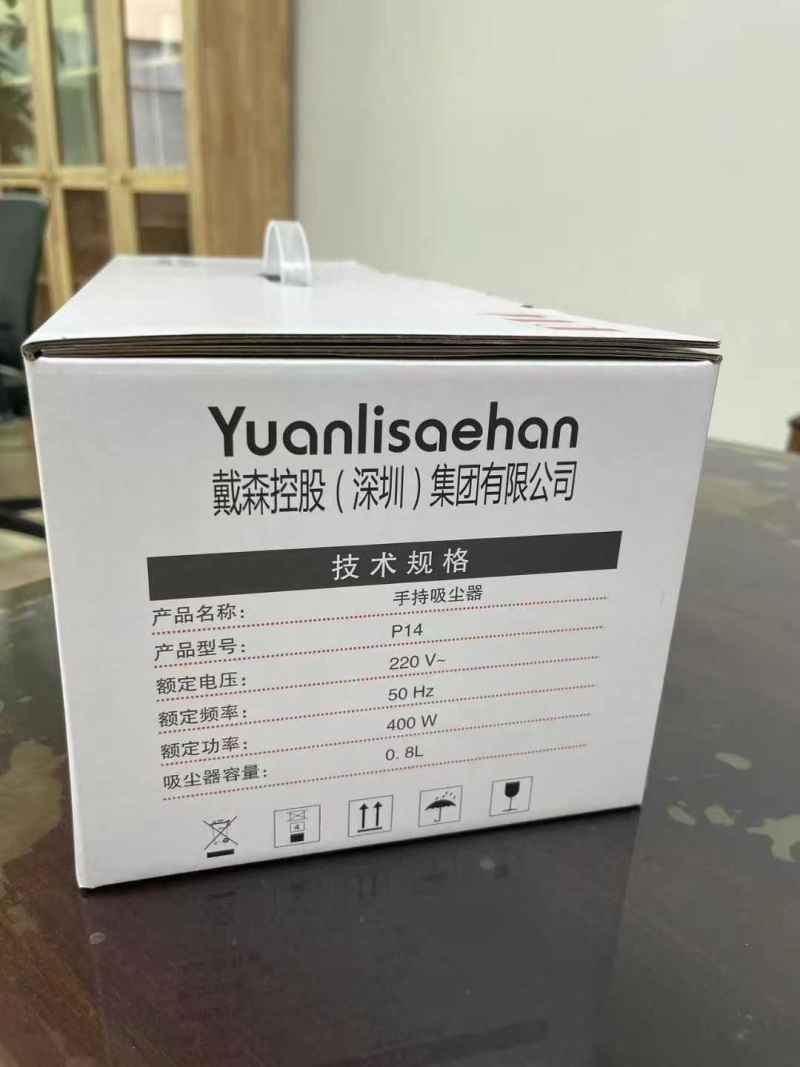 Yuanlisaehan
戴森控股(深圳)集团有限公司
技术规格
产品名称: 手持吸尘器
产品型号: P14
额定电压: 220 V~
额定频率: 50 Hz
额定功率: 400 W
吸尘器容量: 0. 8L
4